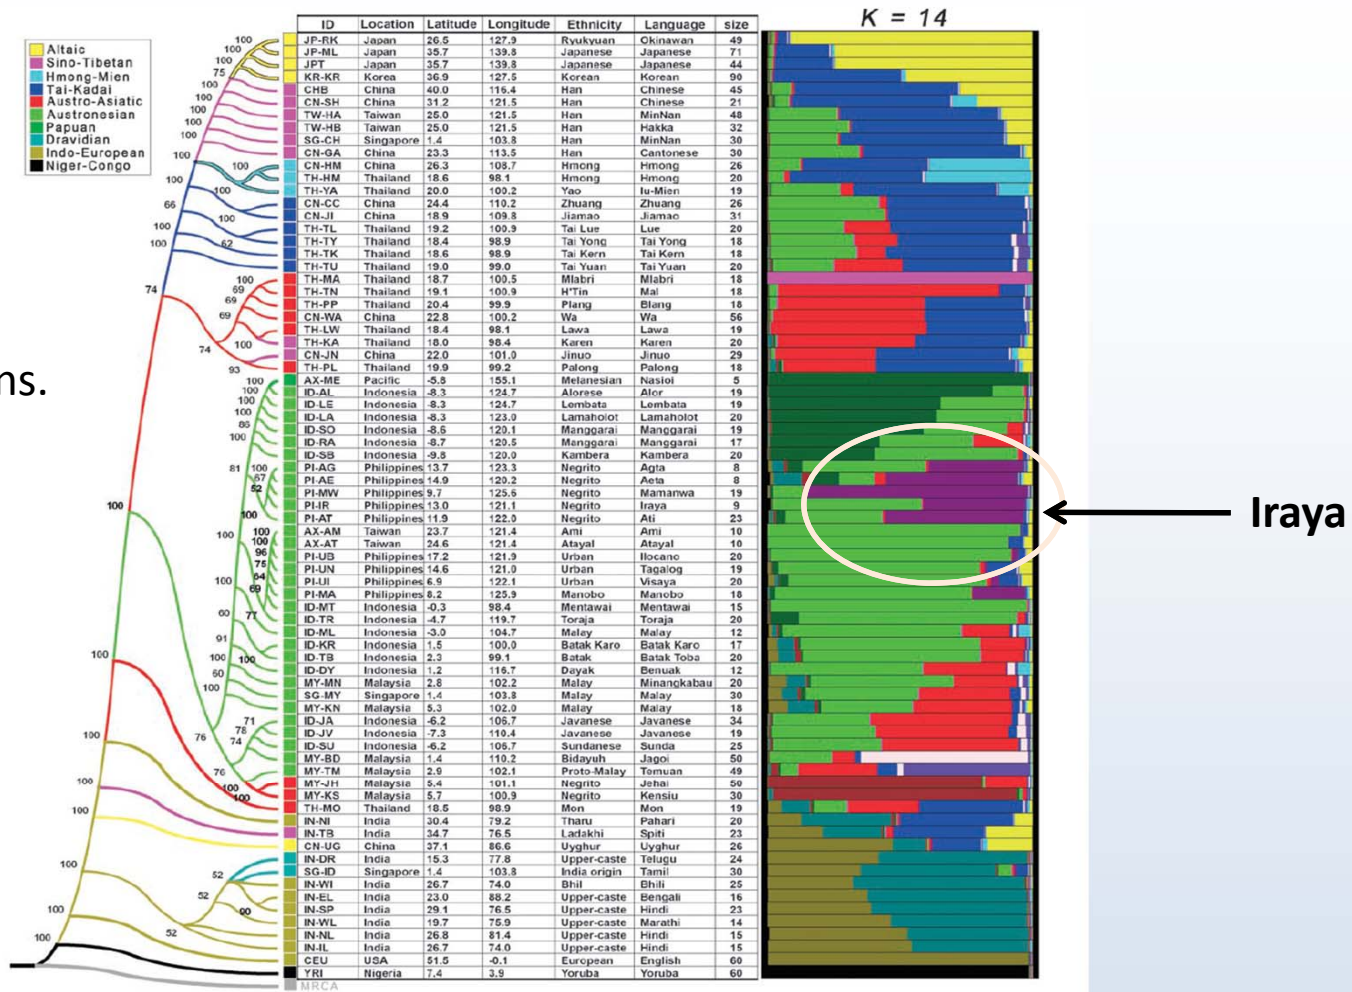 K = 14
ID Location Latitude Longitude Ethnicity Language size
Altaic
Sino-Tibetan
Hmong-Mien
Tai-Kadai
Austro-Asiatic
Austronesian
Papuan
Dravidian
Indo-European
Niger-Congo
JP-RK Japan 26.5 127.9 Ryukyuan Okinawan 49
JP-ML Japan 35.7 139.8 Japanese Japanese 71
JPT Japan 35.7 139.8 Japanese Japanese 44
KR-KR Korea 36.9 127.5 Korean Korean 90
CHB China 40.0 116.4 Han Chinese 45
CN-SH China 31.2 121.5 Han Chinese 21
TW-HA Taiwan 25.0 121.5 Han MinNan 48
TW-HB Taiwan 25.0 121.5 Han Hakka 32
SG-CH Singapore 1.4 103.8 Han MinNan 30
CN-GA China 23.3 113.5 Han Cantonese 30
CN-HM China 26.3 108.7 Hmong Hmong 26
TH-HM Thailand 18.6 98.1 Hmong Hmong 20
TH-YA Thailand 20.0 100.2 Yao Iu-Mien 19
CN-CC China 24.4 110.2 Zhuang Zhuang 26
CN-JI China 18.9 109.8 Jiamao Jiamao 31
TH-TL Thailand 19.2 100.9 Tai Lue Lue 20
TH-TY Thailand 18.4 98.9 Tai Yong Tai Yong 18
TH-TK Thailand 18.6 98.9 Tai Kern Tai Kern 18
TH-TU Thailand 19.0 99.0 Tai Yuan Tai Yuan 20
TH-MA Thailand 18.7 100.5 Mlabri Mlabri 18
TH-TN Thailand 19.1 100.9 H'Tin Mal 18
TH-PP Thailand 20.4 99.9 Plang Blang 18
CN-WA China 22.8 100.2 Wa Wa 56
TH-LW Thailand 18.4 98.1 Lawa Lawa 19
TH-KA Thailand 18.0 98.4 Karen Karen 20
CN-JN China 22.0 101.0 Jinuo Jinuo 29
TH-PL Thailand 19.9 99.2 Palong Palong 18
ns.
AX-ME Pacific -5.8 155.1 Melanesian Nasioi 5
ID-AL Indonesia -8.3 124.7 Alorese Alor 19
ID-LE Indonesia -8.3 124.7 Lembata Lembata 19
ID-LA Indonesia -8.3 123.0 Lamaholot Lamaholot 20
ID-SO Indonesia -8.6 120.1 Manggarai Manggarai 19
ID-RA Indonesia -8.7 120.5 Manggarai Manggarai 17
ID-SB Indonesia -9.8 120.0 Kambera Kambera 20
PI-AG Philippines 13.7 123.3 Negrito Agta 8
PI-AE Philippines 14.9 120.2 Negrito Aeta 8
PI-MW Philippines 9.7 125.6 Negrito Mamanwa 19
PI-IR Philippines 13.0 121.1 Negrito Iraya 9
PI-AT Philippines 11.9 122.0 Negrito Ati 23
Iraya
AX-AM Taiwan 23.7 121.4 Ami Ami 10
AX-AT Taiwan 24.6 121.4 Atayal Atayal 10
PI-UB Philippines 17.2 121.9 Urban Ilocano 20
PI-UN Philippines 14.6 121.0 Urban Tagalog 19
PI-UI Philippines 6.9 122.1 Urban Visaya 20
PI-MA Philippines 8.2 125.9 Manobo Manobo 18
ID-MT Indonesia -0.3 98.4 Mentawai Mentawai 15
ID-TR Indonesia -4.7 119.7 Toraja Toraja 20
ID-ML Indonesia -3.0 104.7 Malay Malay 12
ID-KR Indonesia 1.5 100.0 Batak Karo Batak Karo 17
ID-TB Indonesia 2.3 99.1 Batak Batak Toba 20
ID-DY Indonesia 1.2 116.7 Dayak Benuak 12
MY-MN Malaysia 2.8 102.2 Malay Minangkabau 20
SG-MY Singapore 1.4 103.8 Malay Malay 30
MY-KN Malaysia 5.3 102.0 Malay Malay 18
ID-JA Indonesia -6.2 106.7 Javanese Javanese 34
ID-JV Indonesia -7.3 110.4 Javanese Javanese 19
ID-SU Indonesia -6.2 106.7 Sundanese Sunda 25
MY-BD Malaysia 1.4 110.2 Bidayuh Jagoi 50
MY-TM Malaysia 2.9 102.1 Proto-Malay Temuan 49
MY-JH Malaysia 5.4 101.1 Negrito Jehai 50
MY-KS Malaysia 5.7 100.9 Negrito Kensiu 30
TH-MO Thailand 18.5 98.9 Mon Mon 19
IN-NI India 30.4 79.2 Tharu Pahari 20
IN-TB India 34.7 76.5 Ladakhi Spiti 23
CN-UG China 37.1 86.6 Uyghur Uyghur 26
IN-DR India 15.3 77.8 Upper-caste Telugu 24
SG-ID Singapore 1.4 103.8 India origin Tamil 30
IN-WI India 26.7 74.0 Bhil Bhili 25
IN-EL India 23.0 88.2 Upper-caste Bengali 16
IN-SP India 29.1 76.5 Upper-caste Hindi 23
IN-WL India 19.7 75.9 Upper-caste Marathi 14
IN-NL India 26.8 81.4 Upper-caste Hindi 15
IN-IL India 26.7 74.0 Upper-caste Hindi 15
CEU USA 51.5 -0.1 European English 60
YRI Nigeria 7.4 3.9 Yoruba Yoruba 60
MRCA